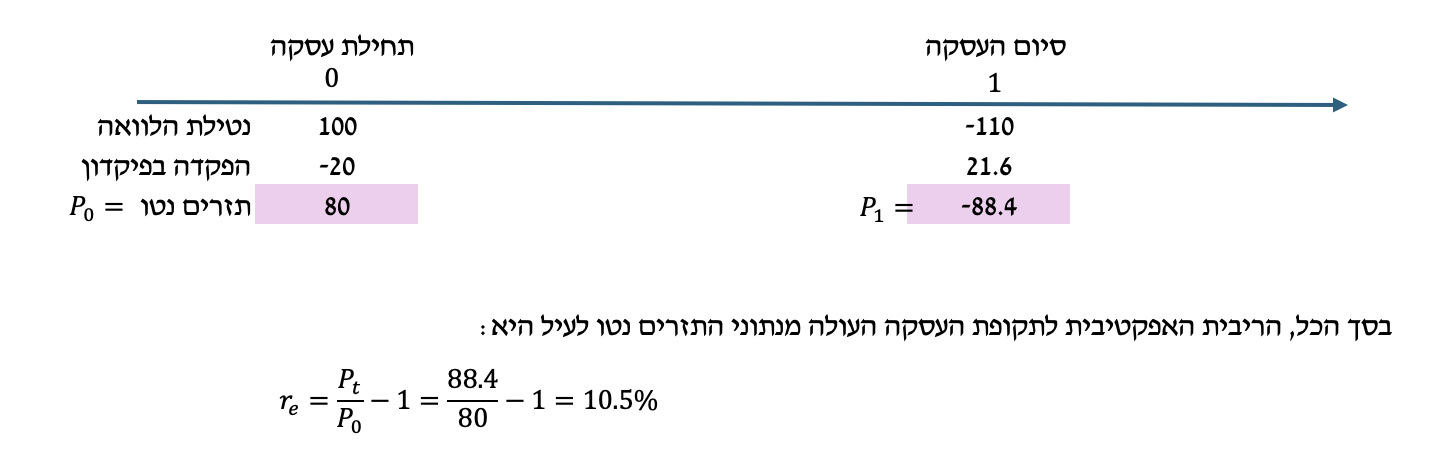 תחילת עסקה סיום העסקה
0 1
נטילת הלוואה 100 -110
הפקדה בפיקדון -20 21.6
P₀ = תזרים נטו 80 P₁ = -88.4
בסך הכל, הריבית האפקטיבית לתקופת העסקה העולה מנתוני התזרים נטו לעיל היא:
rₑ = Pₜ/P₀ − 1 = 88.4/80 − 1 = 10.5%